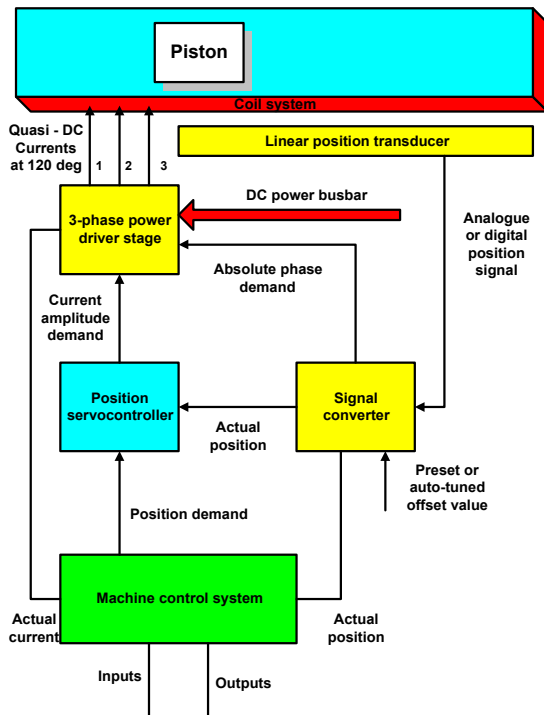 Piston
Coil system
Quasi - DC
Currents
at 120 deg
1
2
3
Linear position transducer
3-phase power
driver stage
DC power busbar
Analogue
or digital
position
signal
Absolute phase
demand
Current
amplitude
demand
Position
servocontroller
Actual
position
Signal
converter
Preset or
auto-tuned
offset value
Position demand
Machine control system
Actual
current
Actual
position
Inputs
Outputs